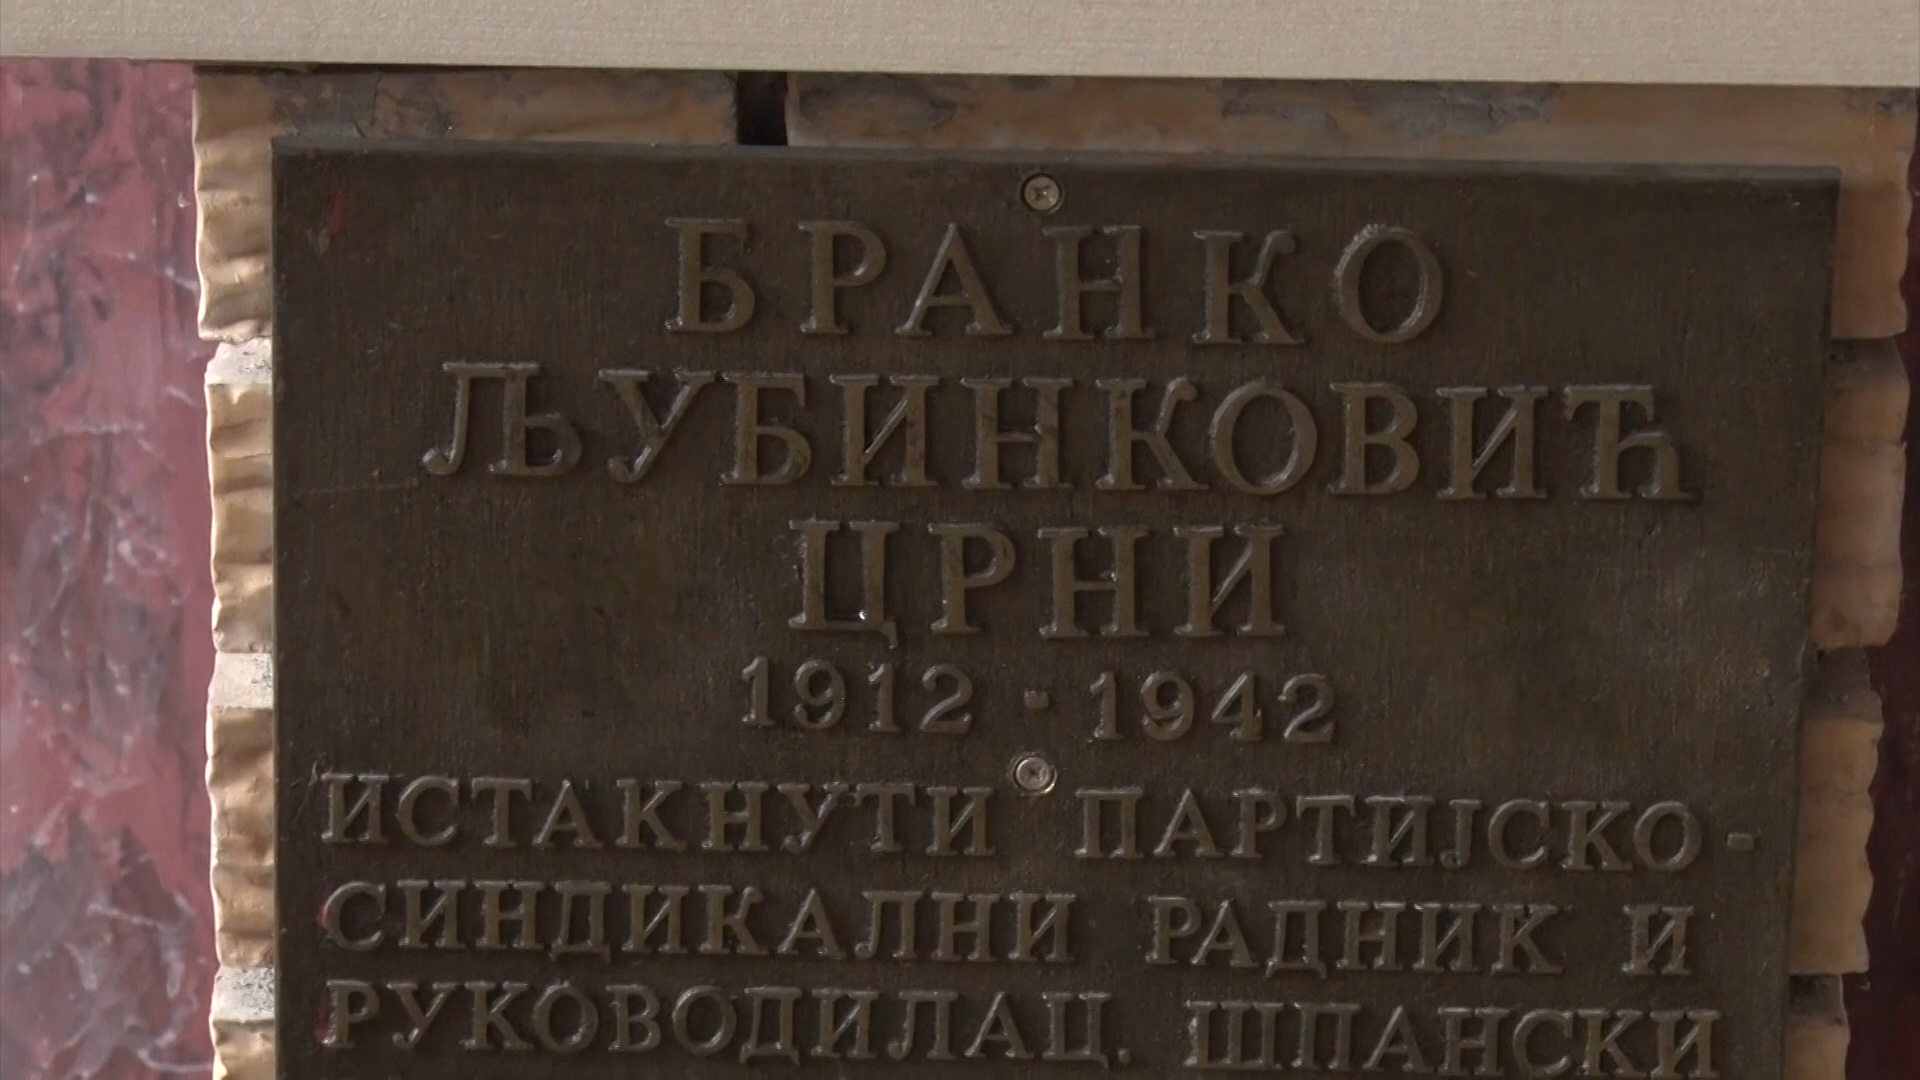 БРАНКО
ЉУБИНКОВИЋ
ЦРНИ
1912 · 1942
ИСТАКНУТИ ПАРТИЈСКО-
СИНДИКАЛНИ РАДНИК И
РУКОВОДИЛАЦ. ШПАНСКИ